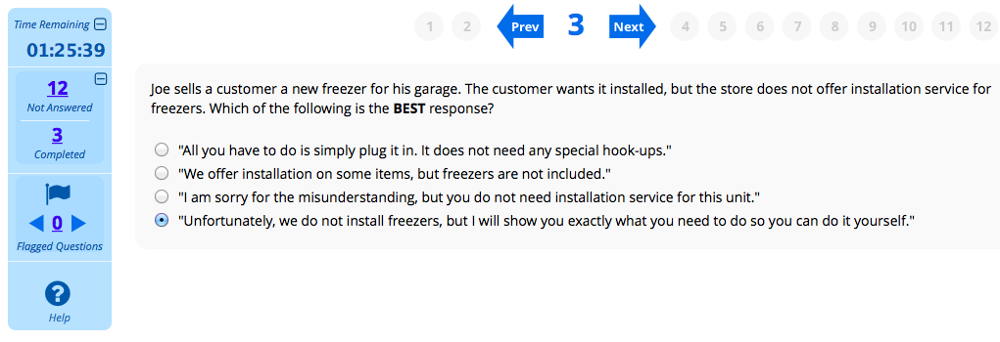 Time Remaining
01:25:39
12
Not Answered
3
Completed
0
Flagged Questions
?
Help
1 2 Prev 3 Next 4 5 6 7 8 9 10 11 12
Joe sells a customer a new freezer for his garage. The customer wants it installed, but the store does not offer installation service for
freezers. Which of the following is the BEST response?
"All you have to do is simply plug it in. It does not need any special hook-ups."
"We offer installation on some items, but freezers are not included."
"I am sorry for the misunderstanding, but you do not need installation service for this unit."
"Unfortunately, we do not install freezers, but I will show you exactly what you need to do so you can do it yourself."